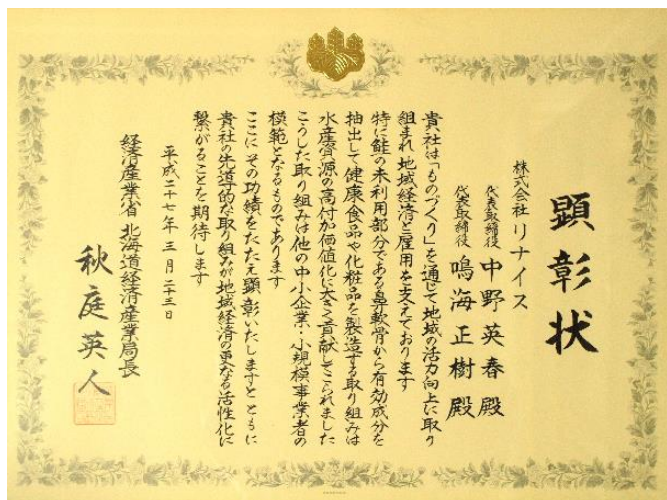 顕彰状
株式会社 リナイス
代表取締役 中野英春殿
代表取締役 鳴海正樹殿
貴社は「ものづくり」を通じて地域の活力向上に取り
組まれ地域経済と雇用を支えております
特に鮭の未利用部分である鼻軟骨から有効成分を
抽出して健康食品や化粧品を製造する取り組みは
水産資源の高付加価値化に大きく貢献してこられました
こうした取り組みは他の中小企業・小規模事業者の
模範となるものであります
ここにその功績をたたえ顕彰いたしますとともに
貴社の先導的な取り組みが地域経済の更なる活性化に
繋がることを期待します
平成二十七年三月二十三日
経済産業省 北海道経済産業局長
秋庭英人